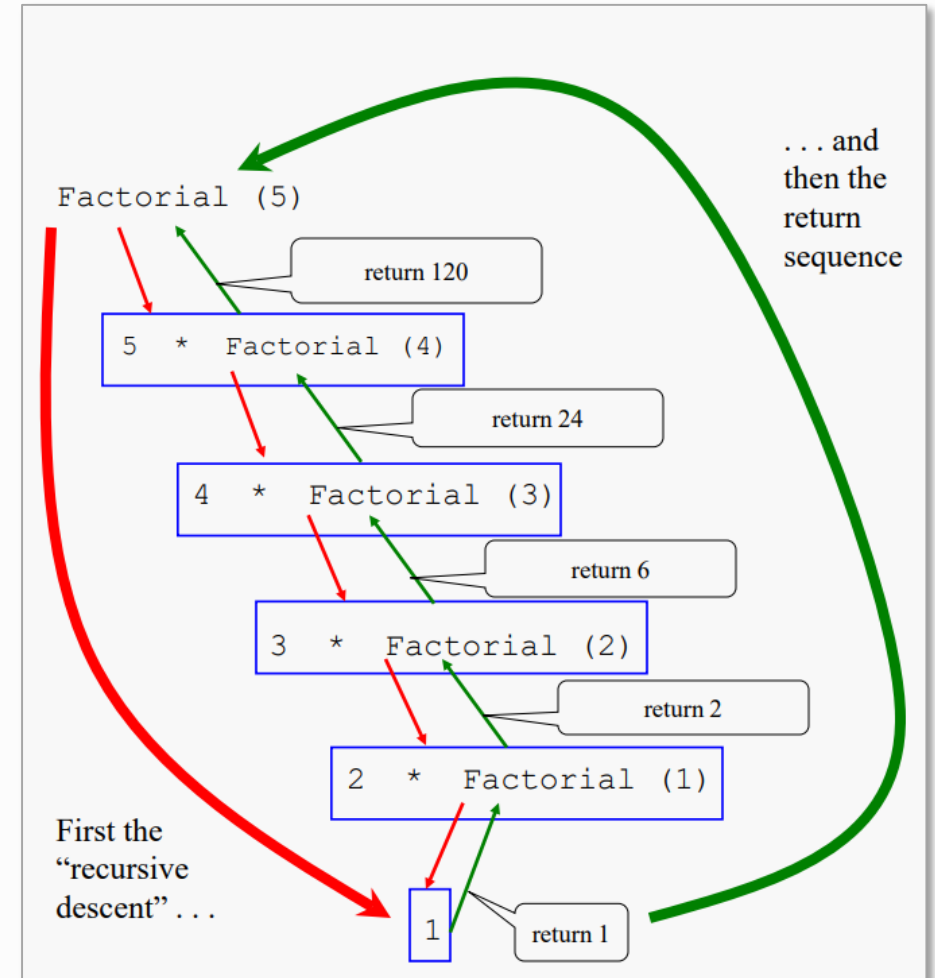 . . . and
then the
return
sequence
Factorial (5)
return 120
5 * Factorial (4)
return 24
4 * Factorial (3)
return 6
3 * Factorial (2)
return 2
2 * Factorial (1)
First the
“recursive
descent” . . .
1
return 1